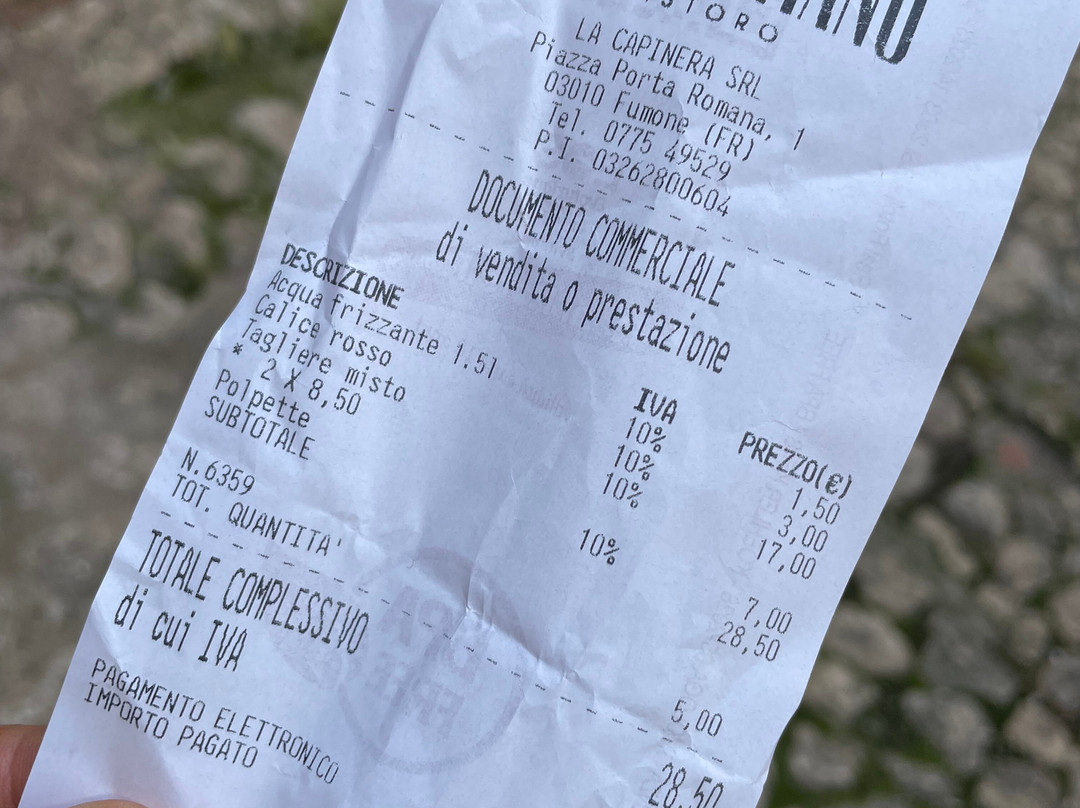 LA CAPINERA SRL
Piazza Porta Romana, 1
03010 Fumone (FR)
Tel. 0775 49529
P.I. 03262800604
DOCUMENTO COMMERCIALE
di vendita o prestazione
DESCRIZIONE IVA PREZZO(€)
Acqua frizzante 1.5l 10% 1,50
Calice rosso 10% 3,00
Tagliere misto 10% 17,00
* 2 X 8,50
Polpette 10% 7,00
SUBTOTALE 28,50
N.6359
TOT. QUANTITA' 5,00
TOTALE COMPLESSIVO 28,50
di cui IVA
PAGAMENTO ELETTRONICO
IMPORTO PAGATO